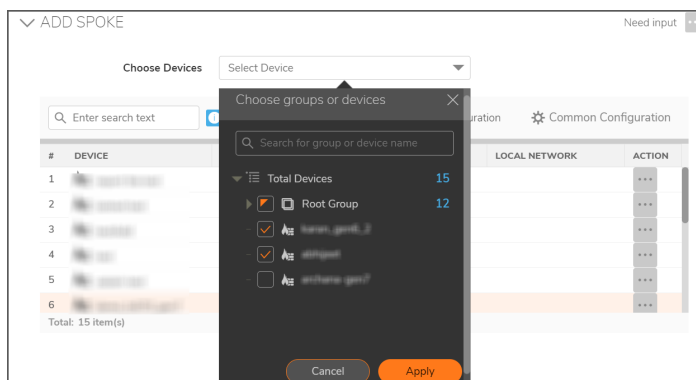 ADD SPOKE
Need input
Choose Devices
Select Device
Choose groups or devices
Enter search text
uration
Common Configuration
Search for group or device name
# DEVICE LOCAL NETWORK ACTION
Total Devices 15
1
2
Root Group 12
3
4
5
6
Total: 15 item(s)
Cancel
Apply